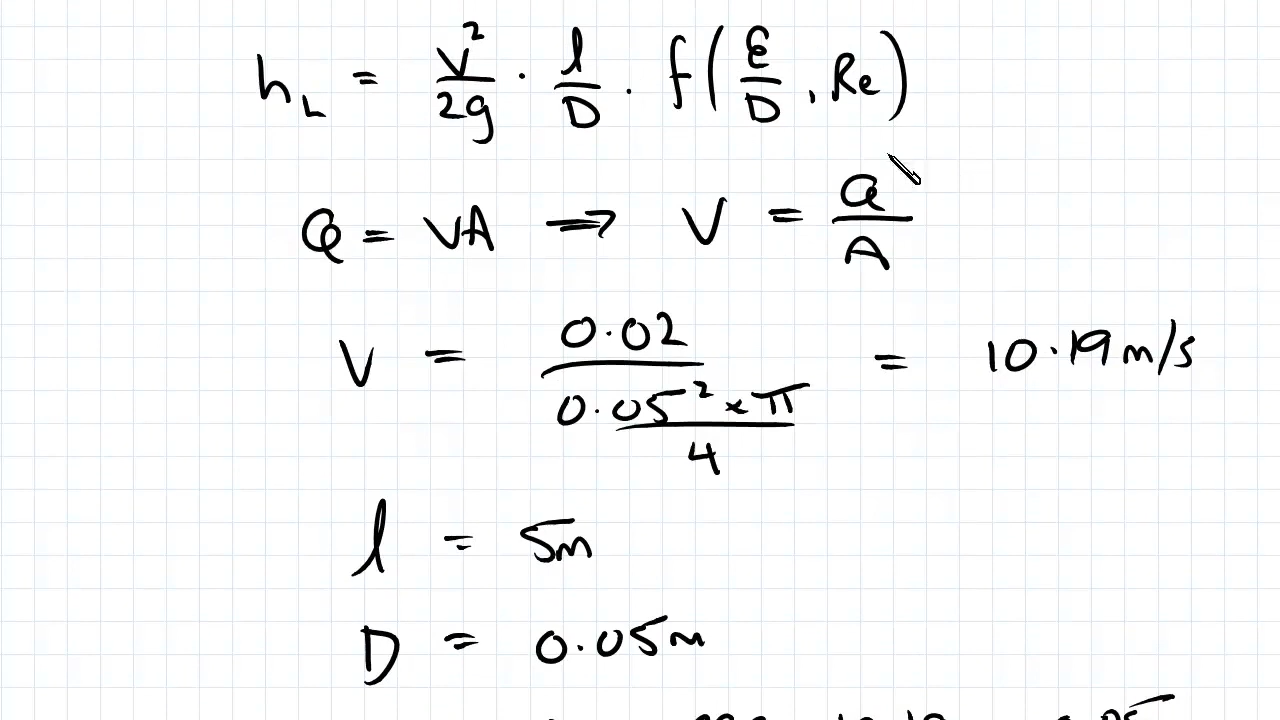 h_L = V²/2g · l/D · f(ε/D, Re)
Q = VA ⟹ V = Q/A
V = 0.02 / (0.05² × π / 4) = 10.19 m/s
l = 5m
D = 0.05m